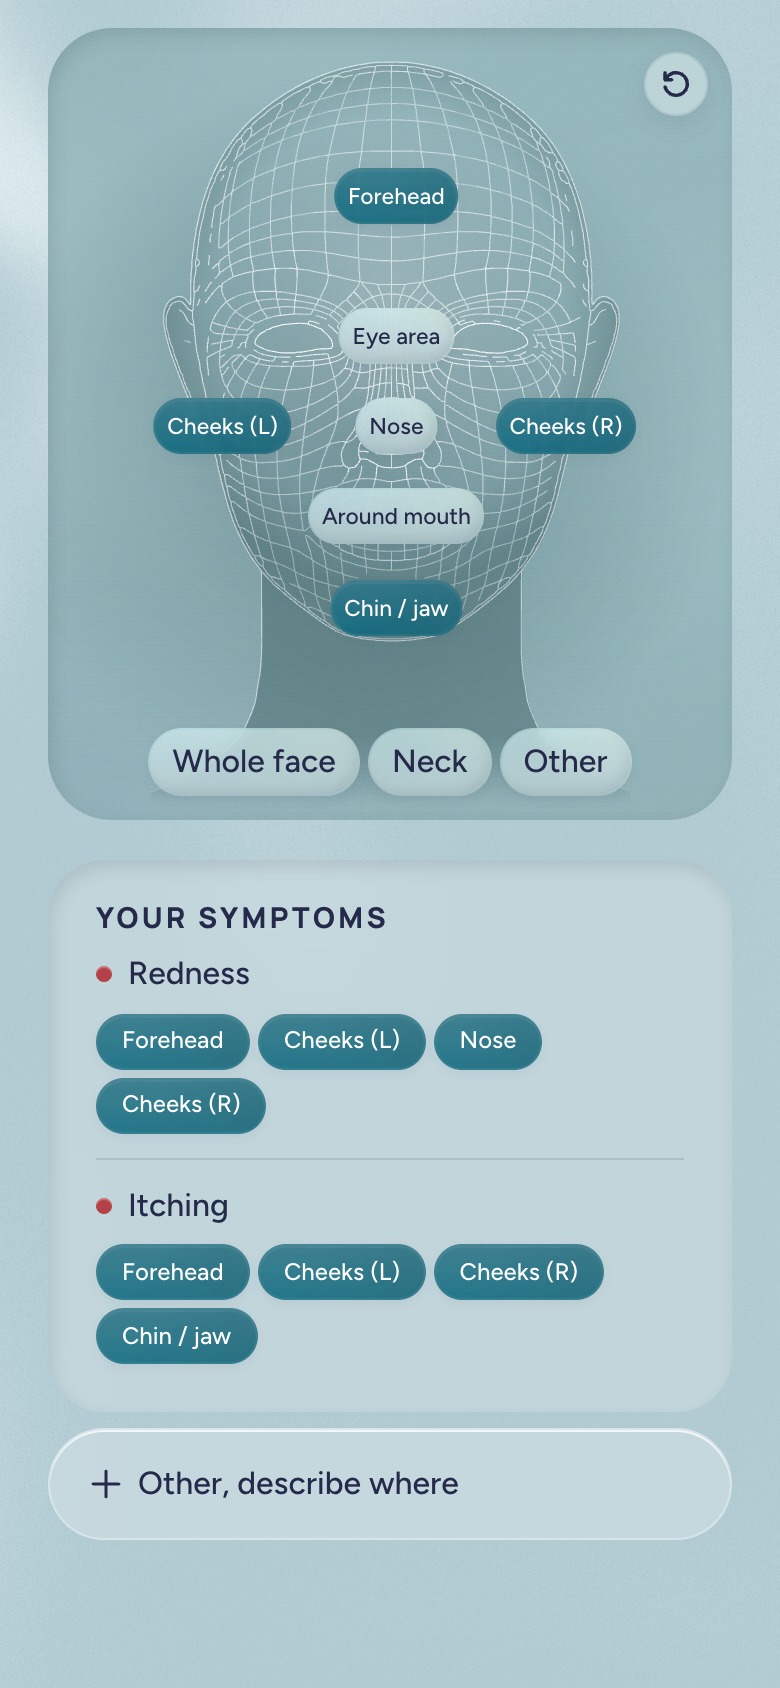 Forehead
Eye area
Cheeks (L) Nose Cheeks (R)
Around mouth
Chin / jaw
Whole face Neck Other
YOUR SYMPTOMS
Redness
Forehead Cheeks (L) Nose
Cheeks (R)
Itching
Forehead Cheeks (L) Cheeks (R)
Chin / jaw
+ Other, describe where